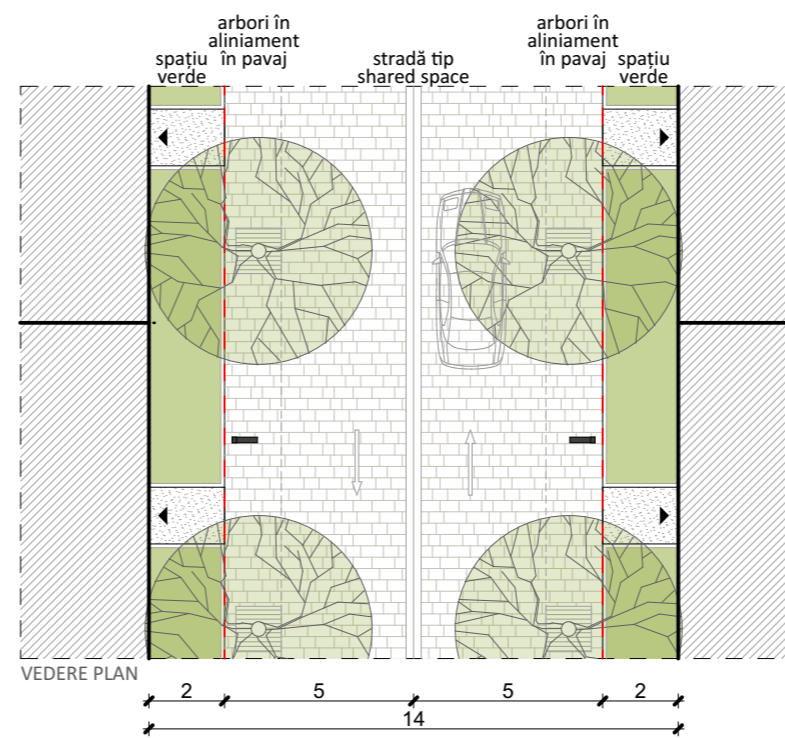 arbori în
aliniament
în pavaj
spațiu
verde
stradă tip
shared space
arbori în
aliniament
în pavaj
spațiu
verde
VEDERE PLAN
2 5 5 2
14